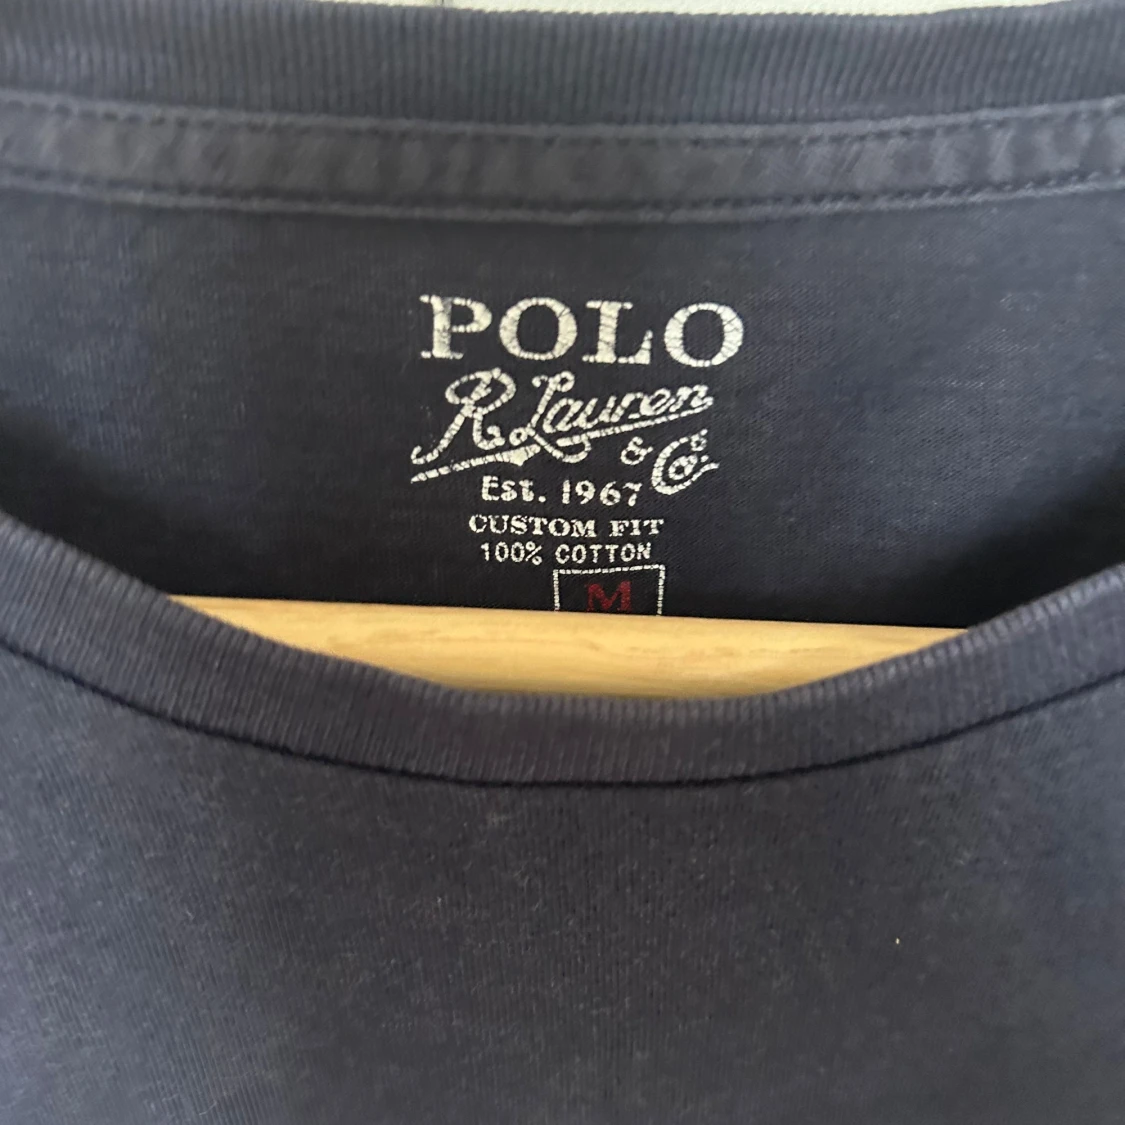 POLO
R. Lauren
& Co
Est. 1967
CUSTOM FIT
100% COTTON
M